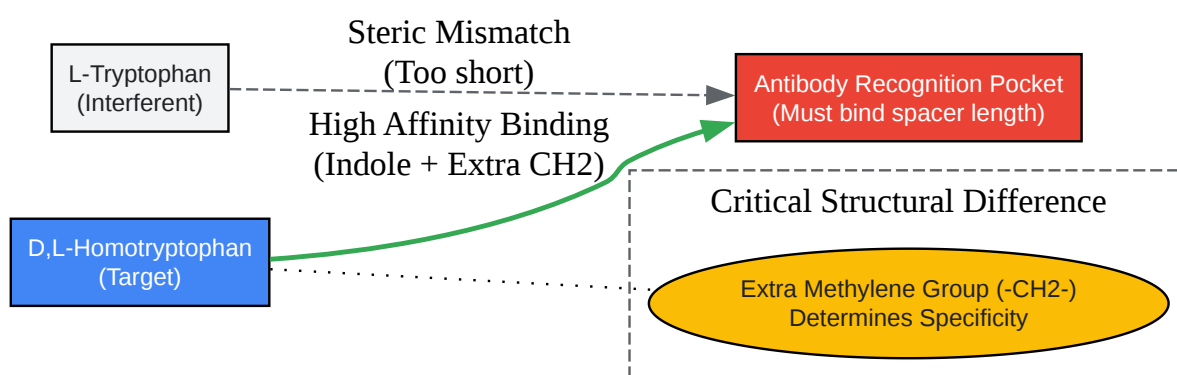 L-Tryptophan
(Interferent)
Steric Mismatch
(Too short)
Antibody Recognition Pocket
(Must bind spacer length)
High Affinity Binding
(Indole + Extra CH2)
D,L-Homotryptophan
(Target)
Critical Structural Difference
Extra Methylene Group (-CH2-)
Determines Specificity